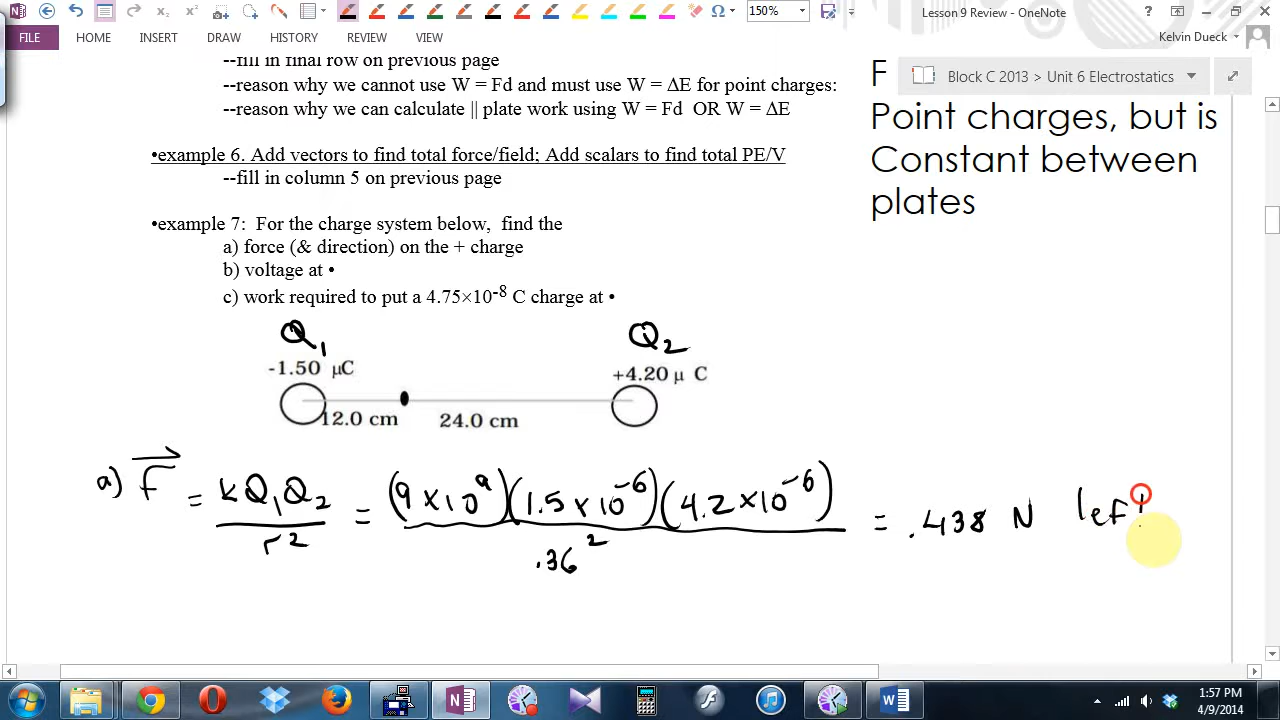 Lesson 9 Review - OneNote
150%
FILE HOME INSERT DRAW HISTORY REVIEW VIEW
Kelvin Dueck
Block C 2013 > Unit 6 Electrostatics
--fill in final row on previous page
--reason why we cannot use W = Fd and must use W = ΔE for point charges:
--reason why we can calculate || plate work using W = Fd OR W = ΔE
F
Point charges, but is
Constant between
plates
•example 6. Add vectors to find total force/field; Add scalars to find total PE/V
--fill in column 5 on previous page
•example 7: For the charge system below, find the
a) force (& direction) on the + charge
b) voltage at •
c) work required to put a 4.75×10⁻⁸ C charge at •
Q₁ Q₂
-1.50 μC +4.20 μ C
12.0 cm 24.0 cm
a) F⃗ = kQ₁Q₂ / r² = (9 × 10⁹)(1.5 × 10⁻⁶)(4.2 × 10⁻⁶) / .36² = .438 N left
1:57 PM
4/9/2014